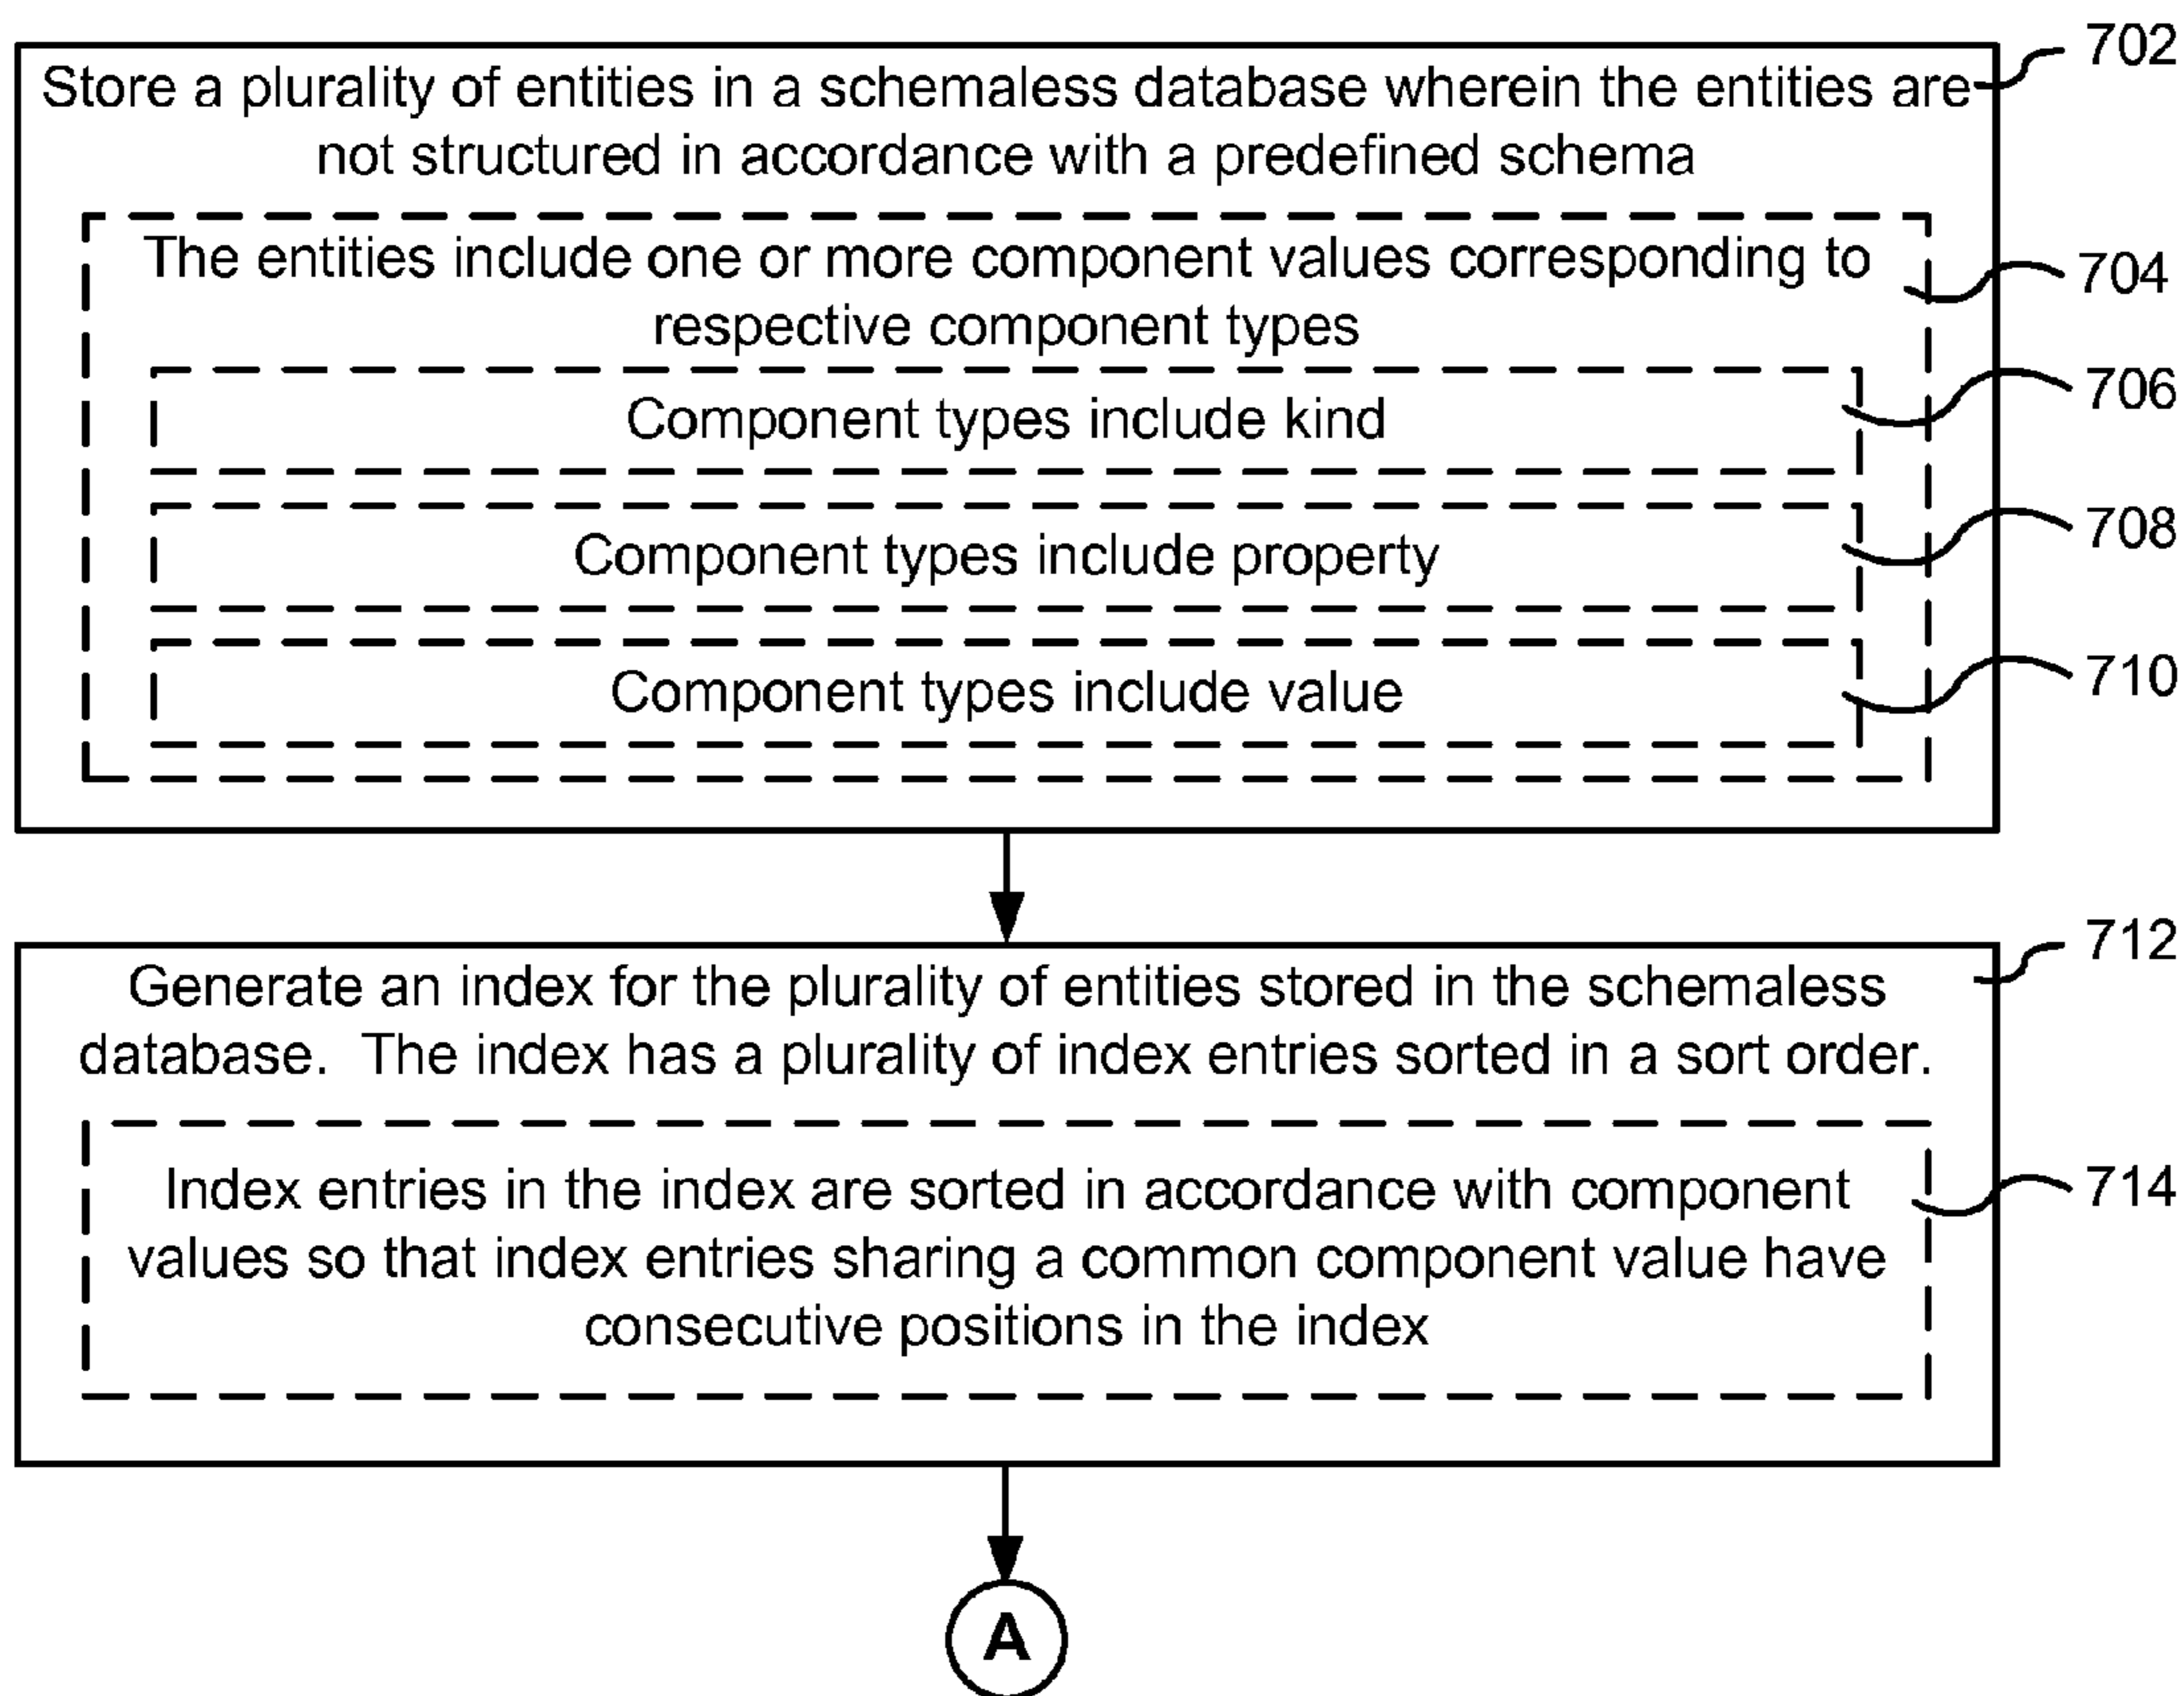 702
Store a plurality of entities in a schemaless database wherein the entities are
not structured in accordance with a predefined schema
The entities include one or more component values corresponding to
704
respective component types
706
Component types include kind
708
Component types include property
710
Component types include value
712
Generate an index for the plurality of entities stored in the schemaless
database.  The index has a plurality of index entries sorted in a sort order.
714
Index entries in the index are sorted in accordance with component
values so that index entries sharing a common component value have
consecutive positions in the index
A